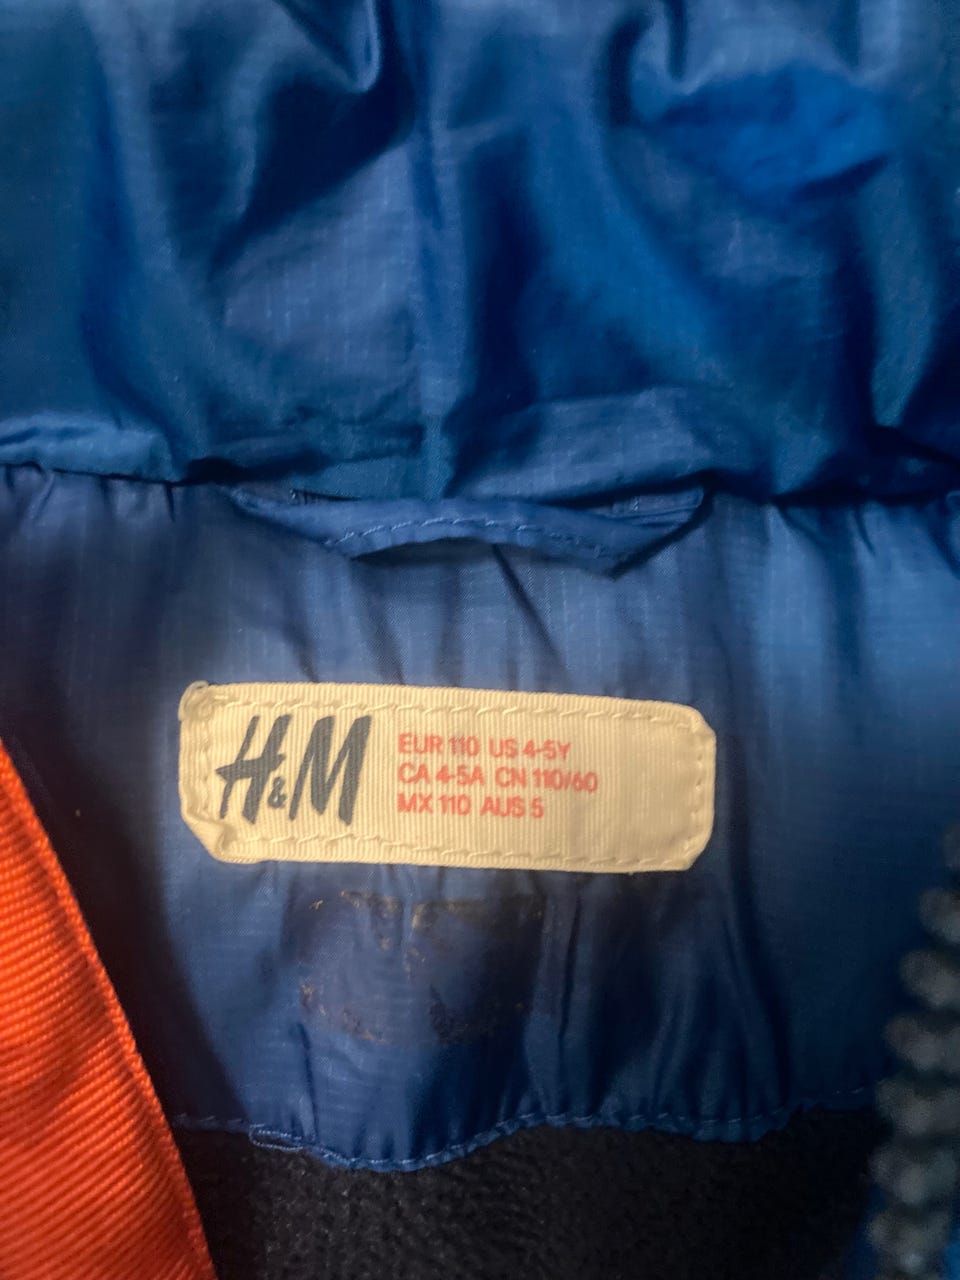 H&M
EUR 110 US 4-5Y
CA 4-5A CN 110/60
MX 110 AUS 5